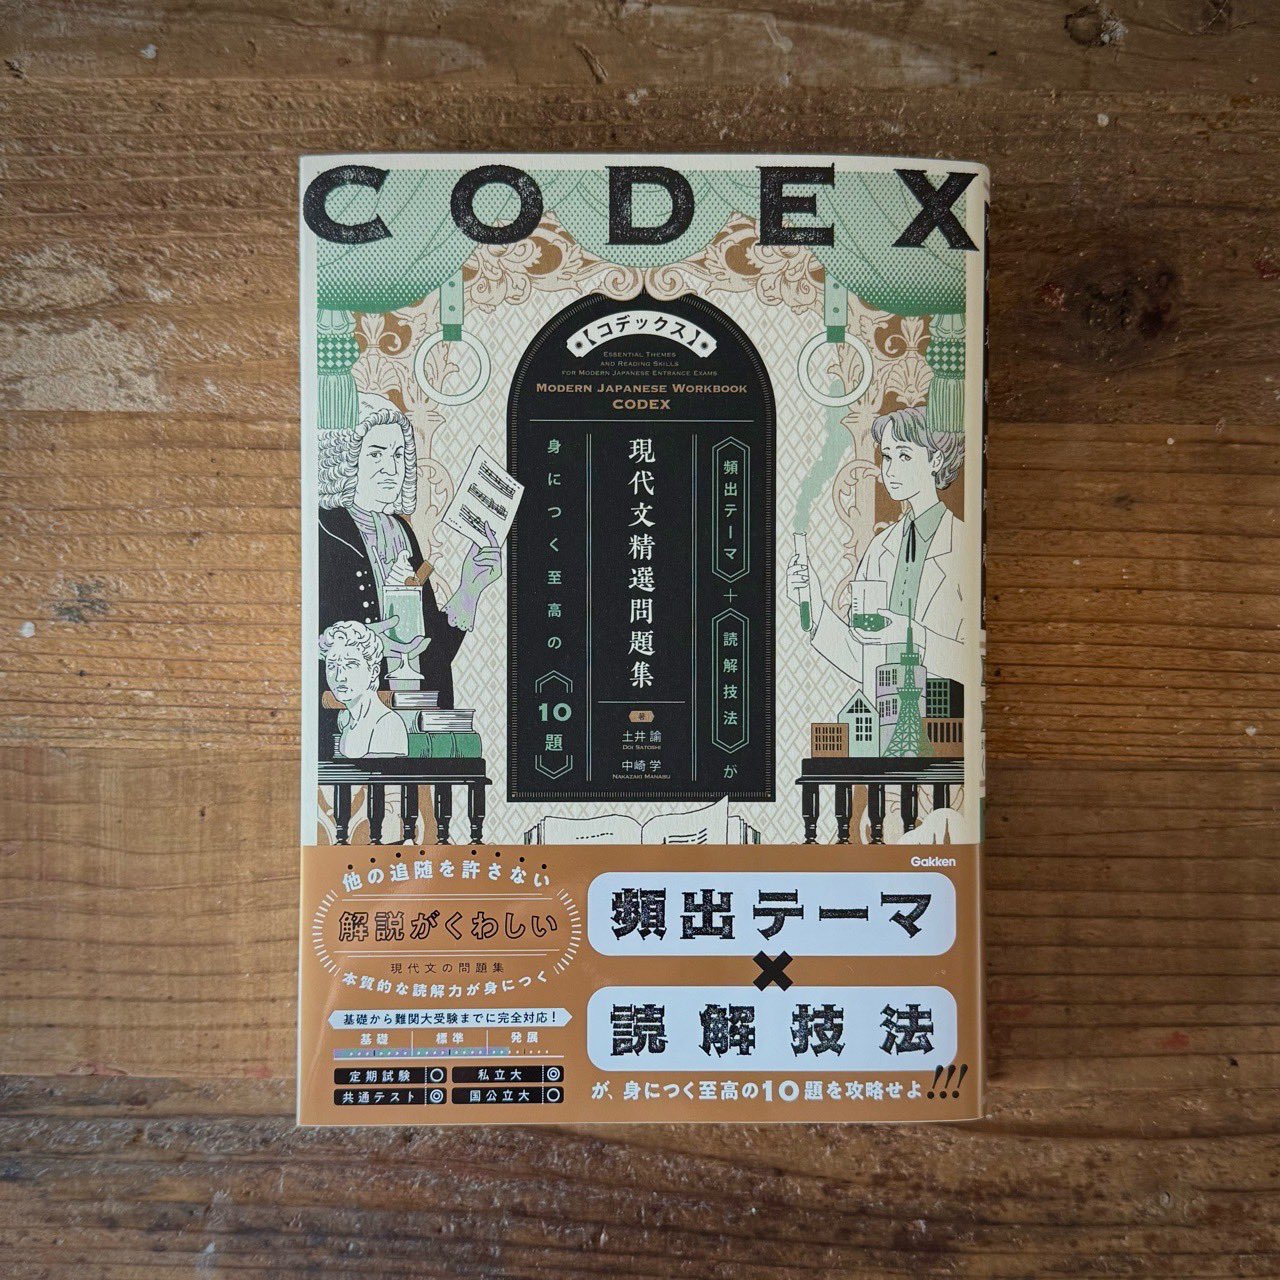 CODEX
【コデックス】
ESSENTIAL THEMES
AND READING SKILLS
FOR MODERN JAPANESE ENTRANCE EXAMS
MODERN JAPANESE WORKBOOK
CODEX
頻出テーマ+読解技法が
現代文精選問題集
身につく至高の
10題
著
土井 諭
DOI SATOSHI
中崎 学
NAKAZAKI MANABU
Gakken
他の追随を許さない
解説がくわしい
現代文の問題集
本質的な読解力が身につく
基礎から難関大受験までに完全対応!
基礎 標準 発展
定期試験 ○ 私立大 ◎
共通テスト ◎ 国公立大 ○
頻出テーマ
×
読解技法
が、身につく至高の10題を攻略せよ!!!